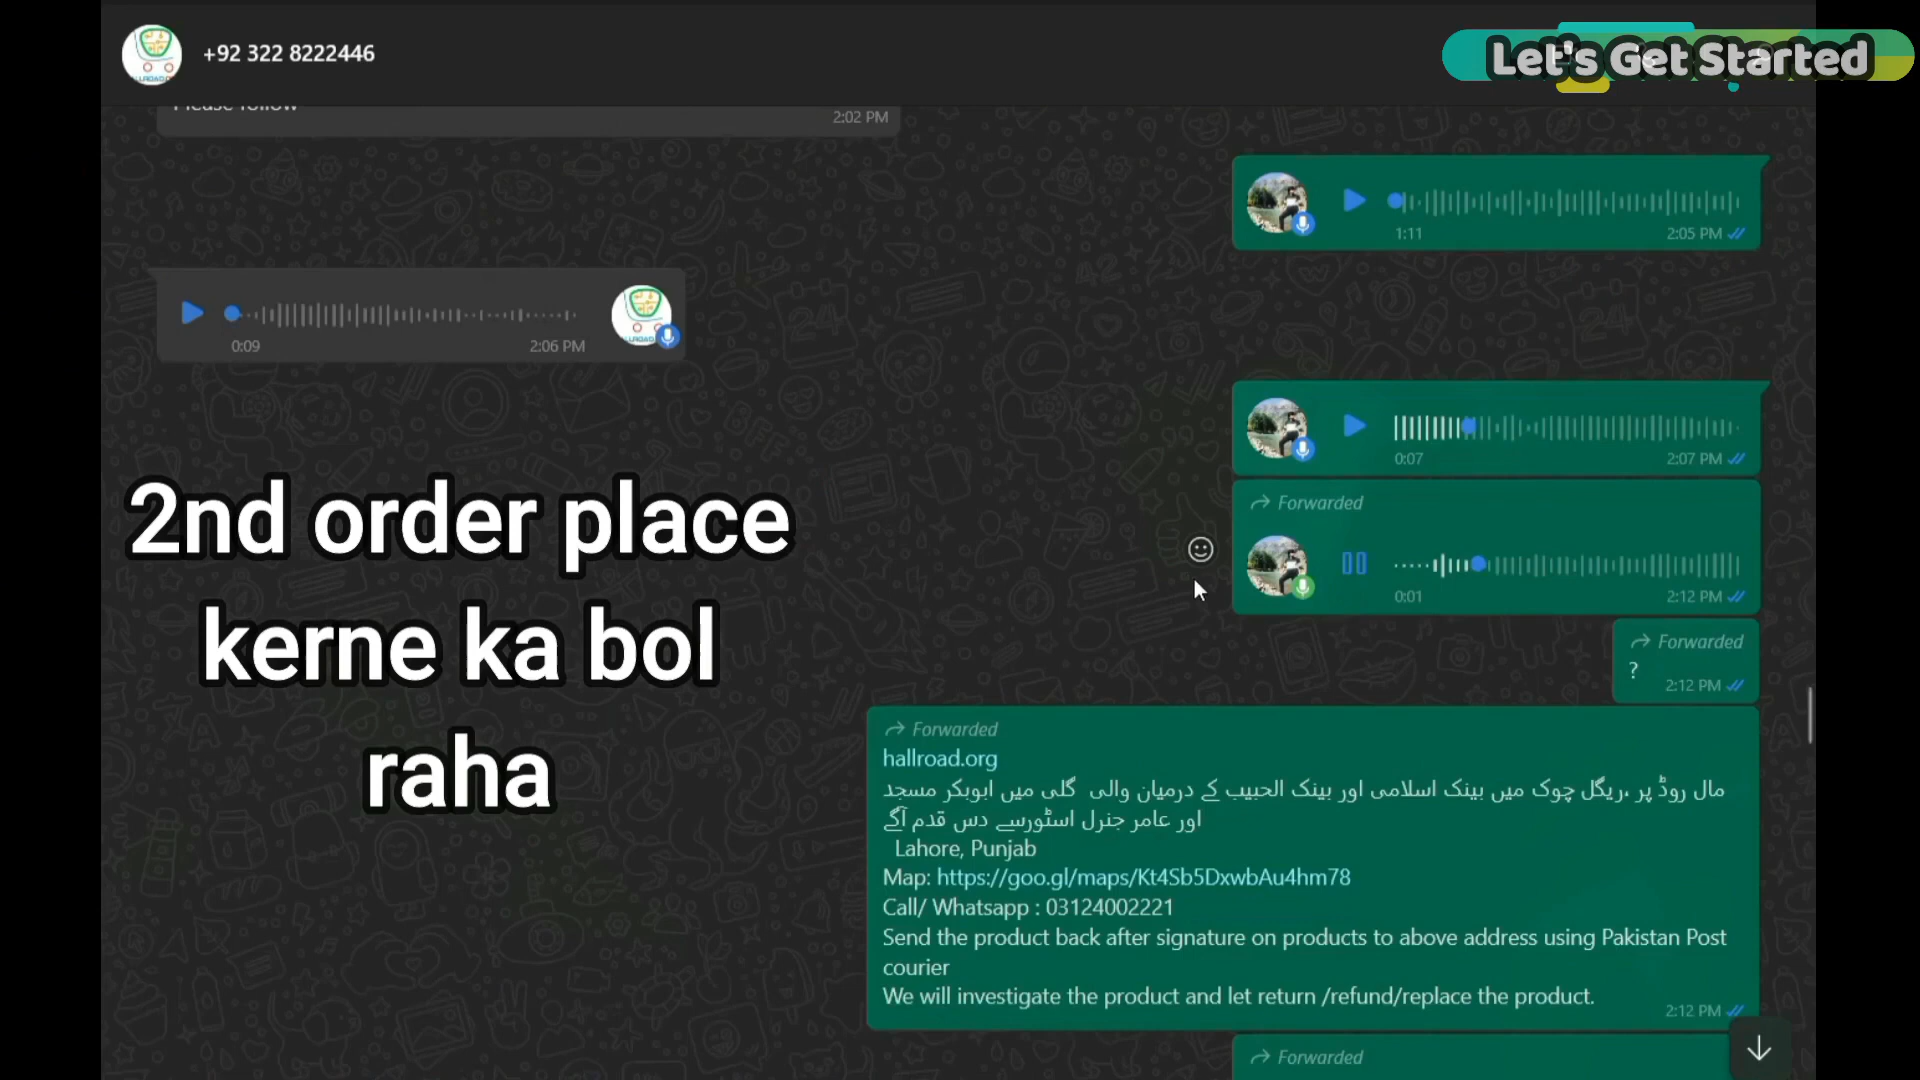 +92 322 8222446
Let's Get Started
Please follow
2:02 PM
1:11
2:05 PM
0:09
2:06 PM
0:07
2:07 PM
Forwarded
0:01
2:12 PM
2nd order place
kerne ka bol
raha
Forwarded
?
2:12 PM
Forwarded
hallroad.org
مال روڈ پر ،ریگل چوک میں بینک اسلامی اور بینک الحبیب کے درمیان والی گلی میں ابوبکر مسجد
اور عامر جنرل اسٹورسے دس قدم آگے
Lahore, Punjab
Map: https://goo.gl/maps/Kt4Sb5DxwbAu4hm78
Call/ Whatsapp : 03124002221
Send the product back after signature on products to above address using Pakistan Post
courier
We will investigate the product and let return /refund/replace the product.
2:12 PM
Forwarded